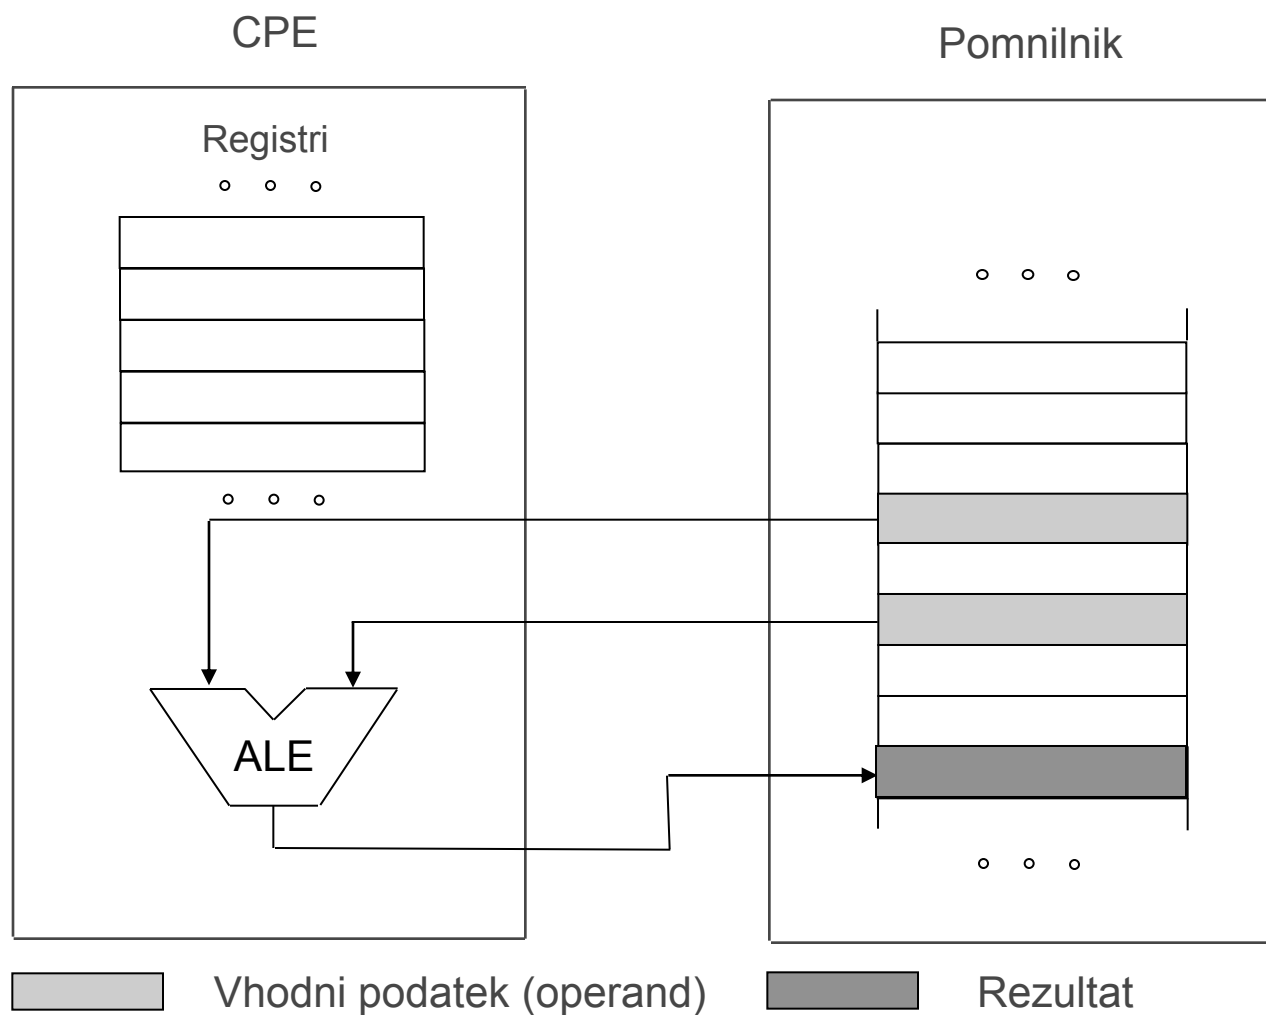 CPE
Pomnilnik
Registri
ALE
Vhodni podatek (operand)
Rezultat